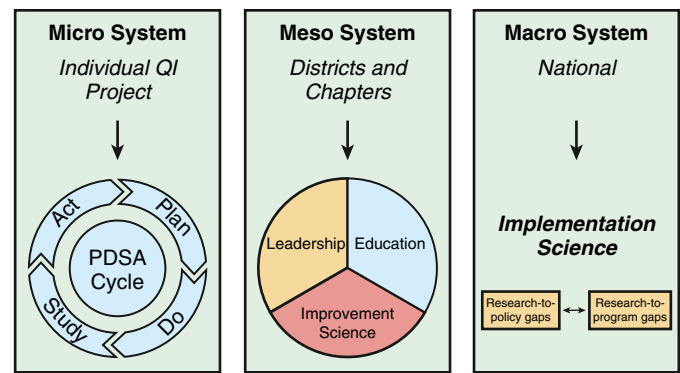 Micro System
Individual QI
Project
Act
Plan
PDSA
Cycle
Study
Do
Meso System
Districts and
Chapters
Leadership
Education
Improvement
Science
Macro System
National
Implementation
Science
Research-to-
policy gaps
Research-to-
program gaps